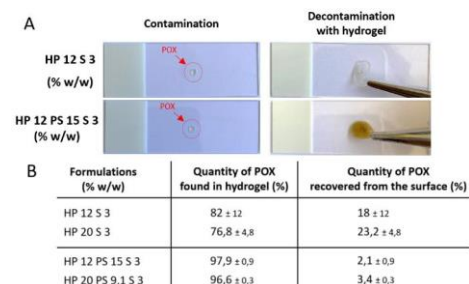 A
Contamination
Decontamination
with hydrogel
HP 12 S 3
(% w/w)
POX
HP 12 PS 15 S 3
(% w/w)
POX
B
Formulations
(% w/w)
Quantity of POX
found in hydrogel (%)
Quantity of POX
recovered from the surface (%)
HP 12 S 3 82 ± 12 18 ± 12
HP 20 S 3 76,8 ± 4,8 23,2 ± 4,8
HP 12 PS 15 S 3 97,9 ± 0,9 2,1 ± 0,9
HP 20 PS 9.1 S 3 96,6 ± 0,3 3,4 ± 0,3